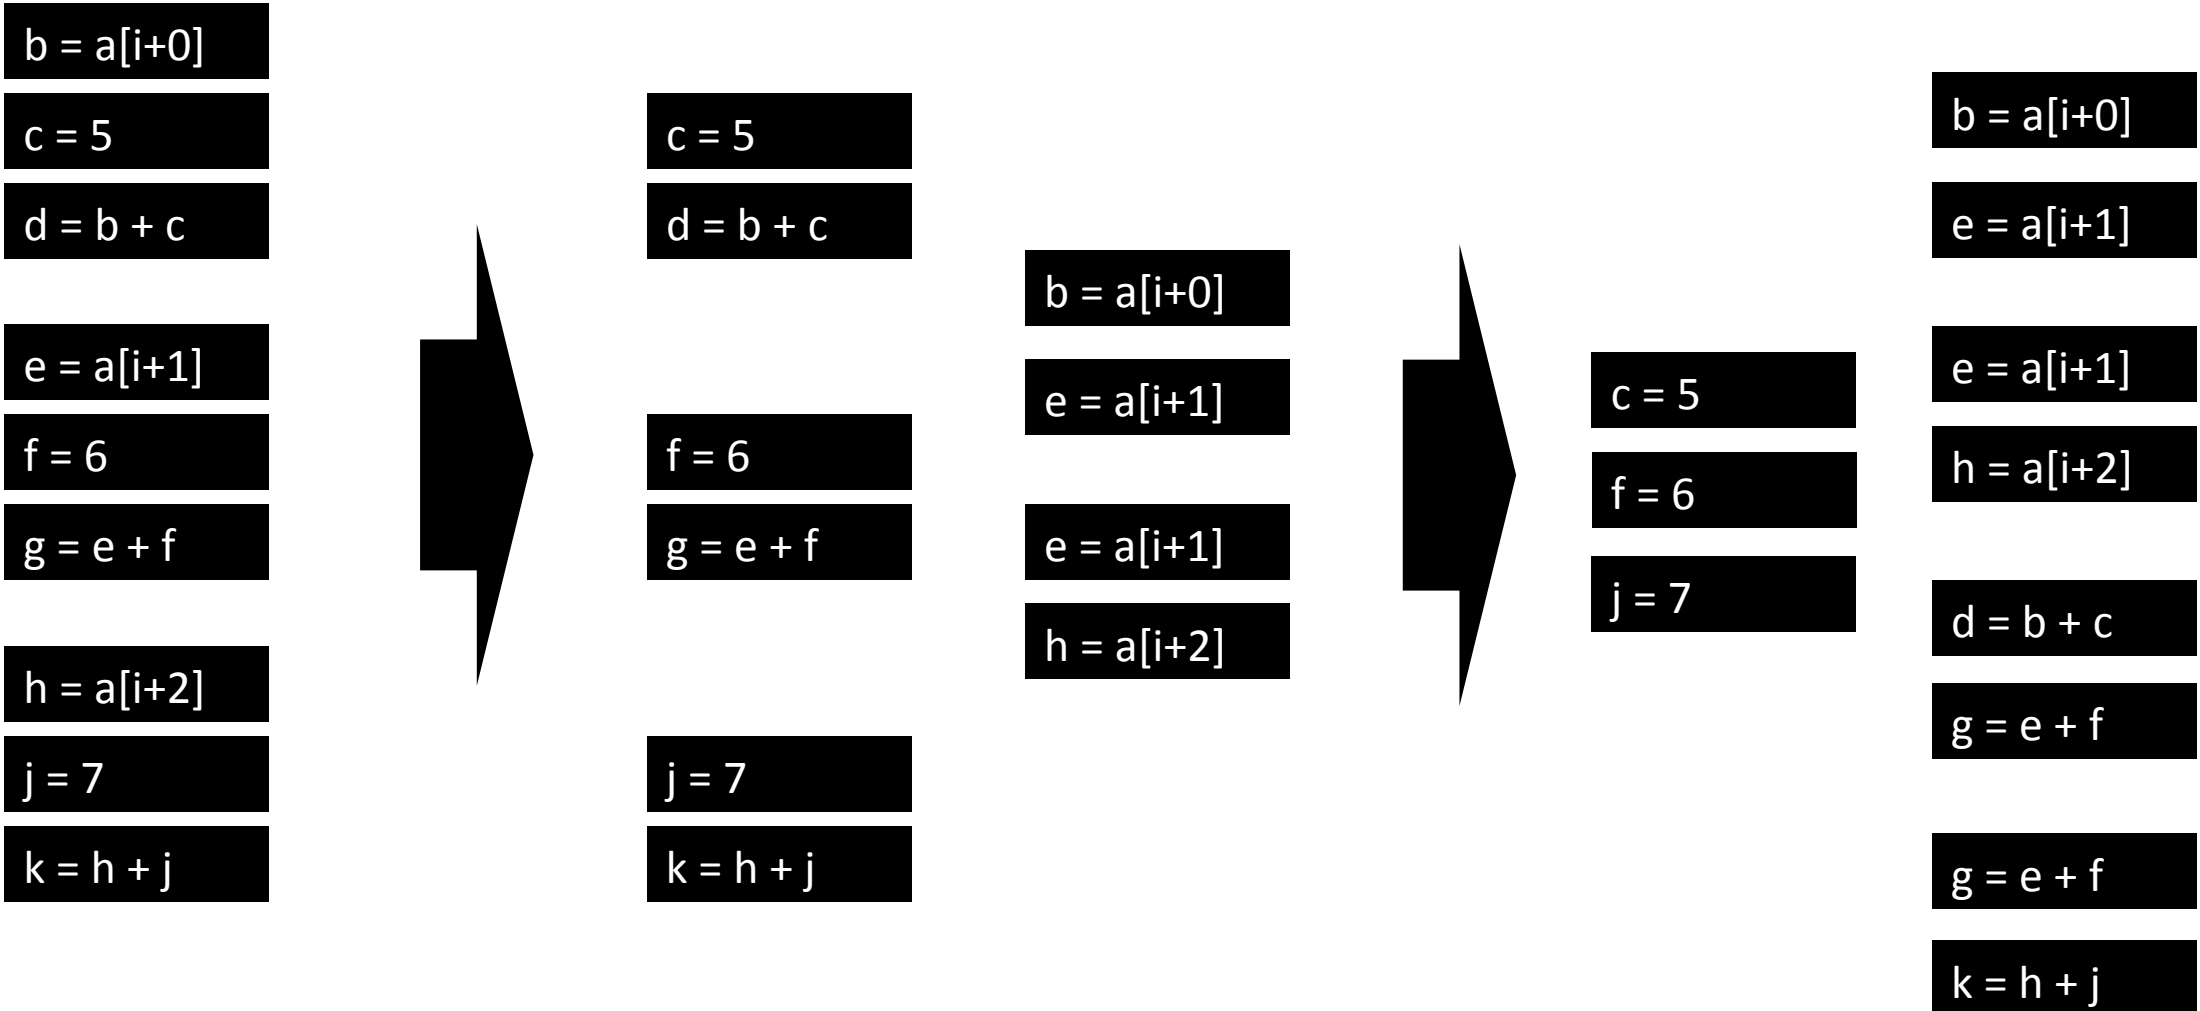 b = a[i+0]
c = 5
d = b + c
e = a[i+1]
f = 6
g = e + f
h = a[i+2]
j = 7
k = h + j
c = 5
d = b + c
f = 6
g = e + f
j = 7
k = h + j
b = a[i+0]
e = a[i+1]
e = a[i+1]
h = a[i+2]
c = 5
f = 6
j = 7
b = a[i+0]
e = a[i+1]
e = a[i+1]
h = a[i+2]
d = b + c
g = e + f
g = e + f
k = h + j